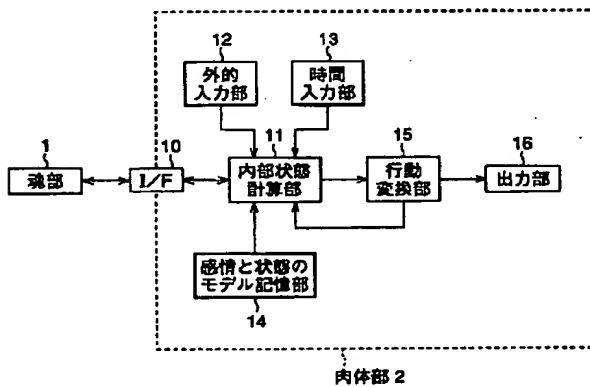 12
13
外的
入力部
時間
入力部
1
10
11
15
16
魂部
I/F
内部状態
計算部
行動
変換部
出力部
感情と状態の
モデル記憶部
14
肉体部 2